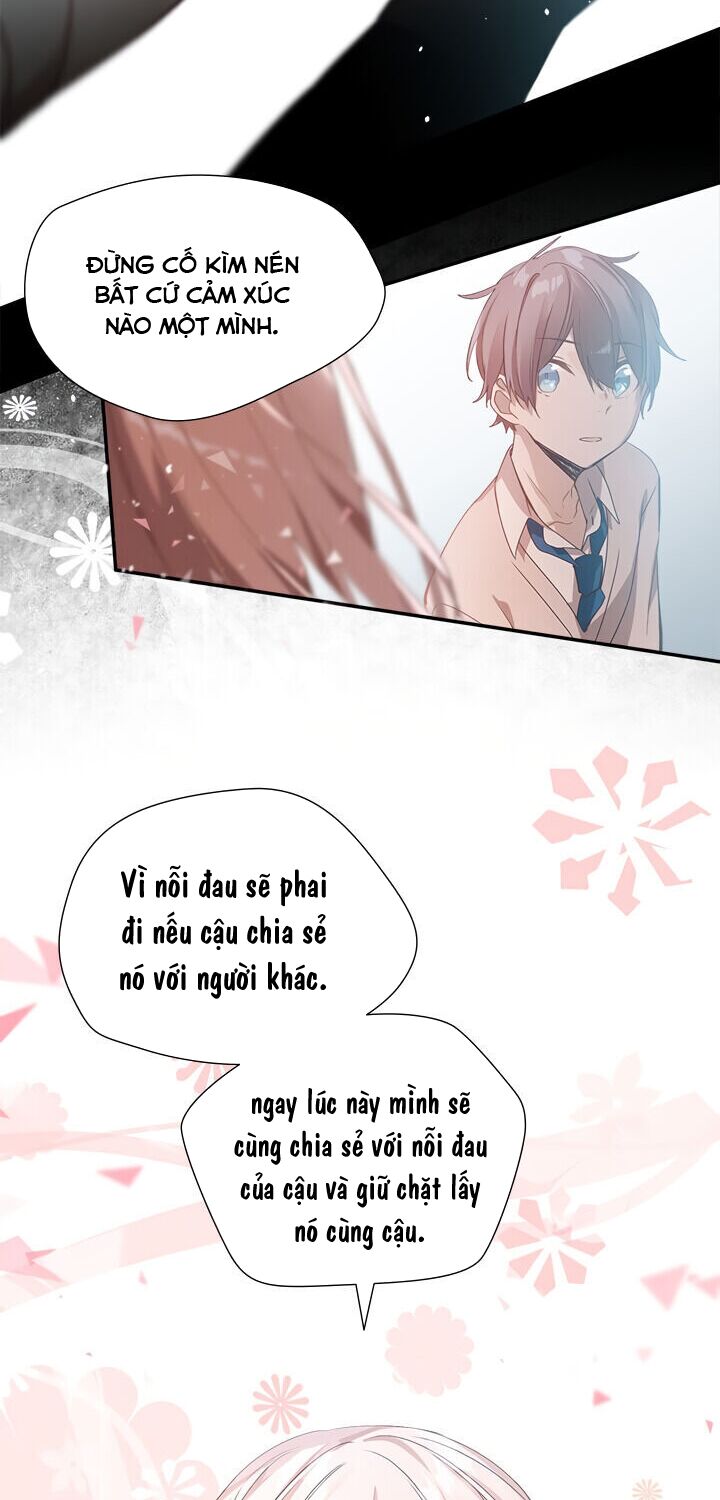 ĐỪNG CỐ KÌM NÉN
BẤT CỨ CẢM XÚC
NÀO MỘT MÌNH.
Vì nỗi đau sẽ phai
đi nếu cậu chia sẻ
nó với người khác.
ngay lúc này mình sẽ
cùng chia sẻ với nỗi đau
của cậu và giữ chặt lấy
nó cùng cậu.